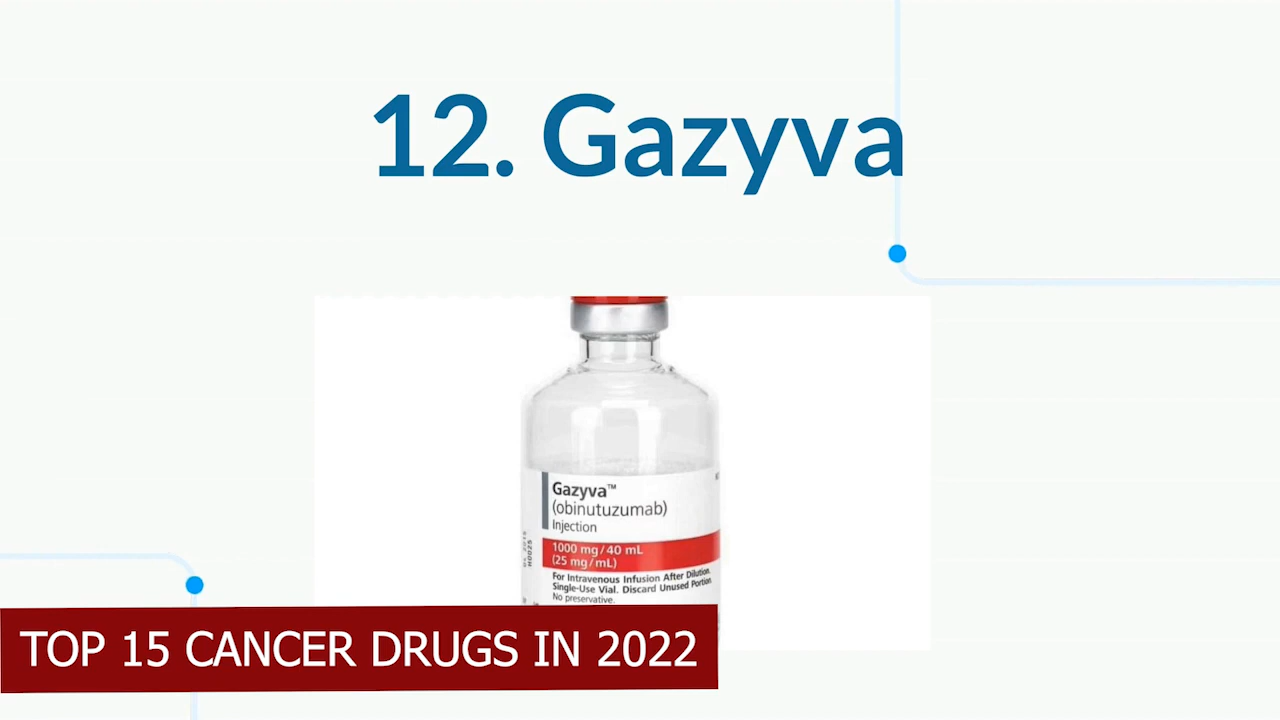 12. Gazyva
Gazyva™
(obinutuzumab)
Injection
1000 mg/40 mL
(25 mg/mL)
For Intravenous Infusion After Dilution.
Single-Use Vial. Discard Unused Portion.
No preservative.
TOP 15 CANCER DRUGS IN 2022